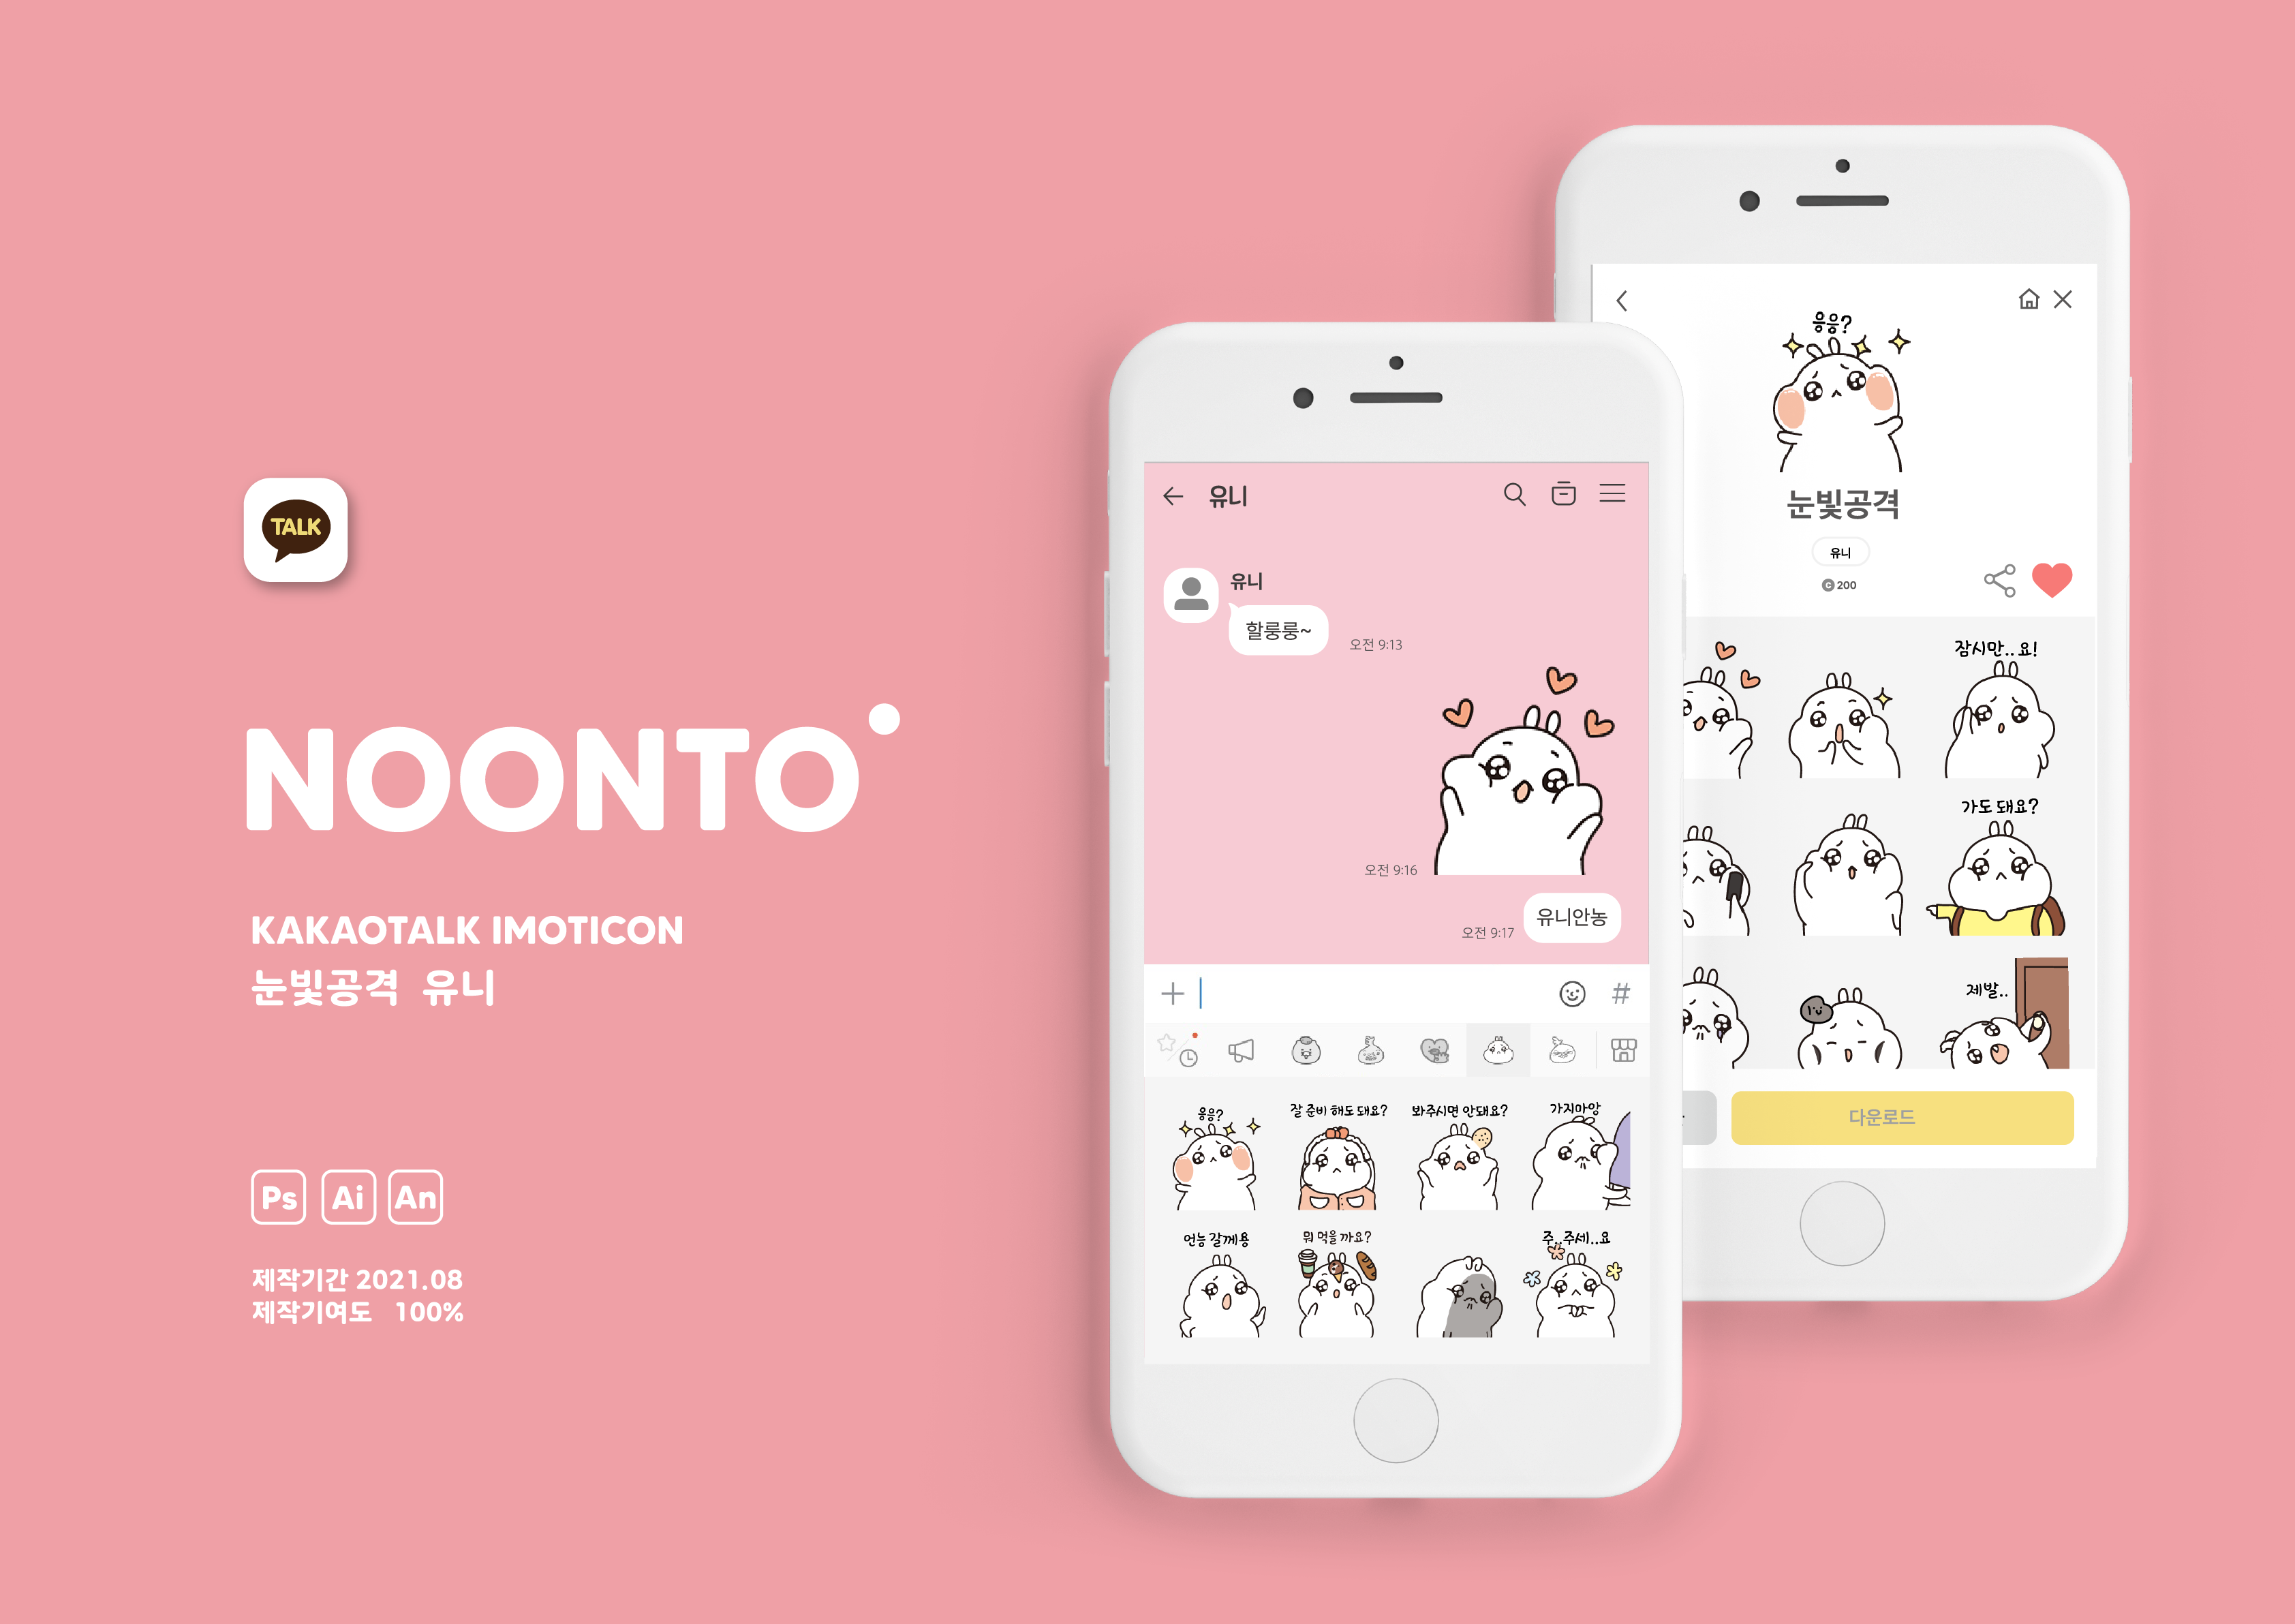 TALK
NOONTO
KAKAOTALK IMOTICON
눈빛공격 유니
Ps Ai An
제작기간 2021.08
제작기여도 100%
유니
유니
할룽룽~
오전 9:13
오전 9:16
유니안농
오전 9:17
#
응응?
잘 준비 해도 돼요?
봐주시면 안돼요?
가지마앙
언능 갈께용
뭐 먹을까요?
주..주세..요
응응?
눈빛공격
유니
C 200
잠시만..요!
가도 돼요?
제발..
다운로드